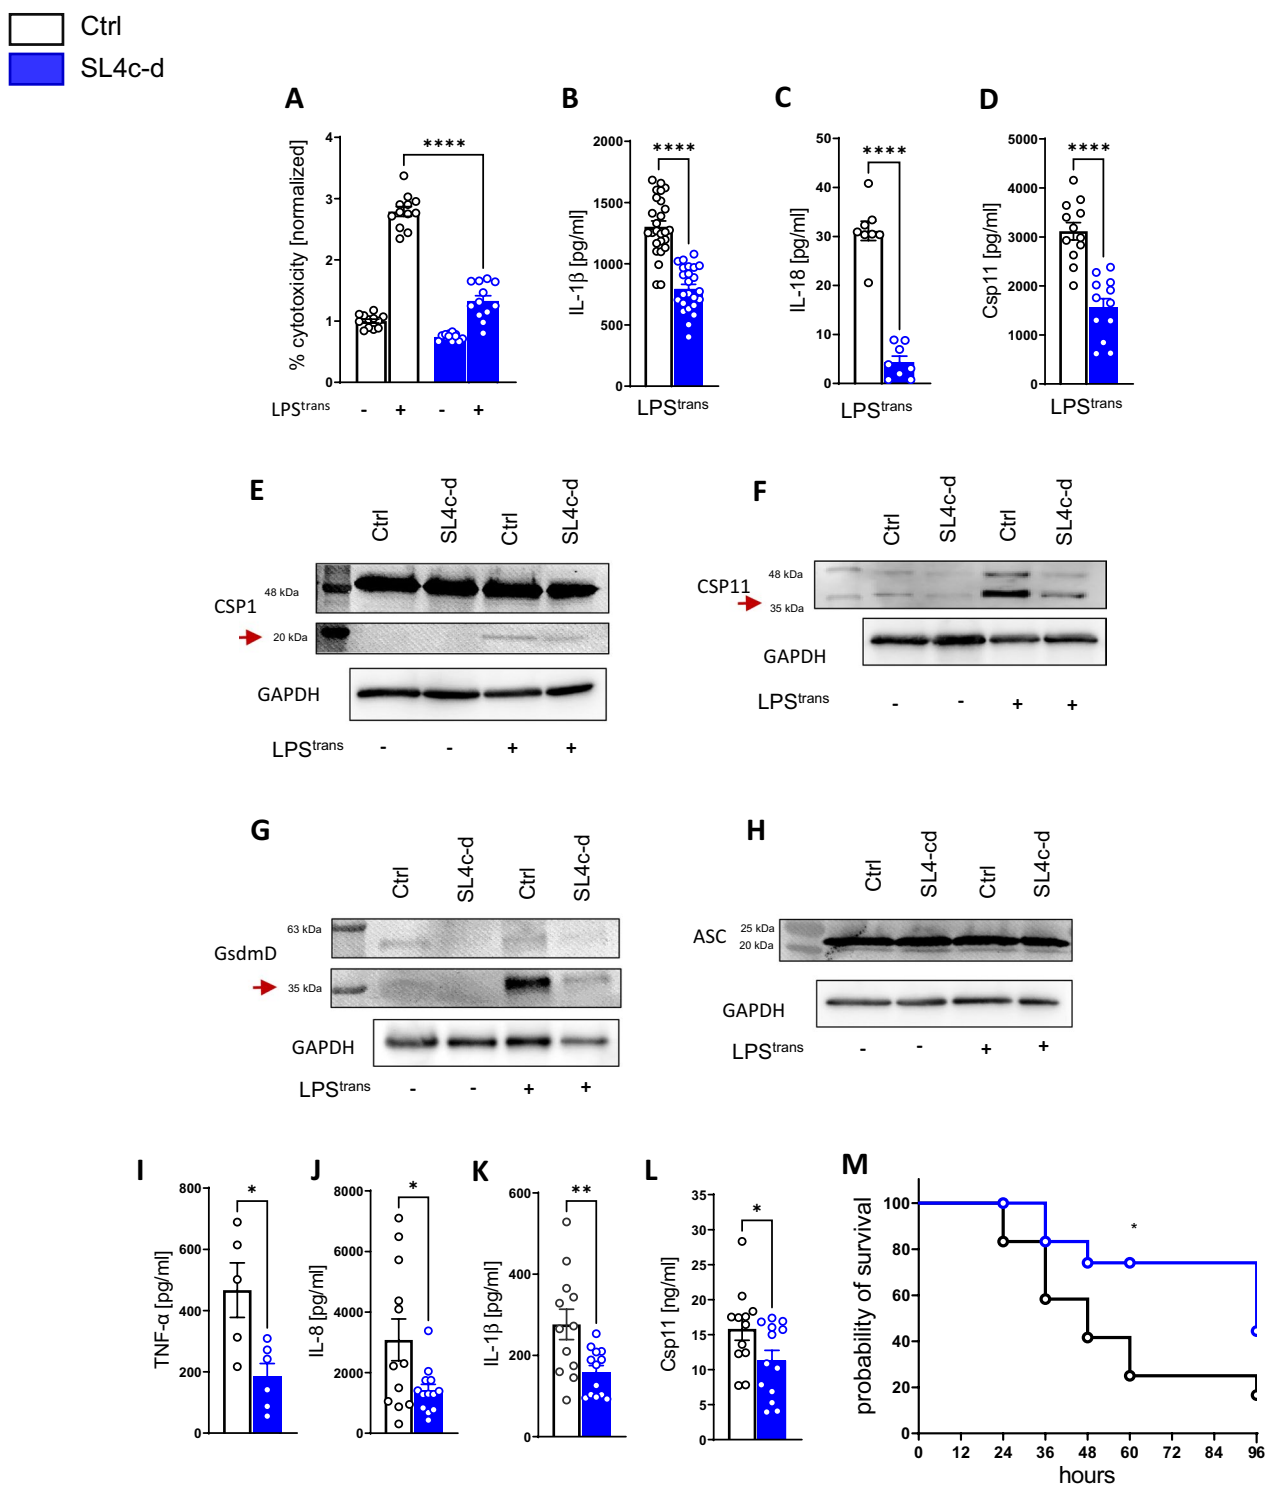 Ctrl
SL4c-d
A
B
C
D
% cytotoxicity [normalized]
4
3
2
1
0
****
LPStrans - + - +
IL-1β [pg/ml]
2000
1500
1000
500
0
****
LPStrans
IL-18 [pg/ml]
50
40
30
20
10
0
****
LPStrans
Csp11 [pg/ml]
5000
4000
3000
2000
1000
0
****
LPStrans
E
Ctrl SL4c-d Ctrl SL4c-d
48 kDa
CSP1
20 kDa
GAPDH
LPStrans - - + +
F
Ctrl SL4c-d Ctrl SL4c-d
48 kDa
CSP11
35 kDa
GAPDH
LPStrans - - + +
G
Ctrl SL4c-d Ctrl SL4c-d
63 kDa
GsdmD
35 kDa
GAPDH
LPStrans - - + +
H
Ctrl SL4-cd Ctrl SL4c-d
25 kDa
ASC
20 kDa
GAPDH
LPStrans - - + +
I
TNF-α [pg/ml]
800
600
400
200
0
*
J
IL-8 [pg/ml]
8000
6000
4000
2000
0
*
K
IL-1β [pg/ml]
600
400
200
0
**
L
Csp11 [ng/ml]
35
30
25
20
15
10
5
0
*
M
probability of survival
100
80
60
40
20
0
*
0 12 24 36 48 60 72 84 96
hours